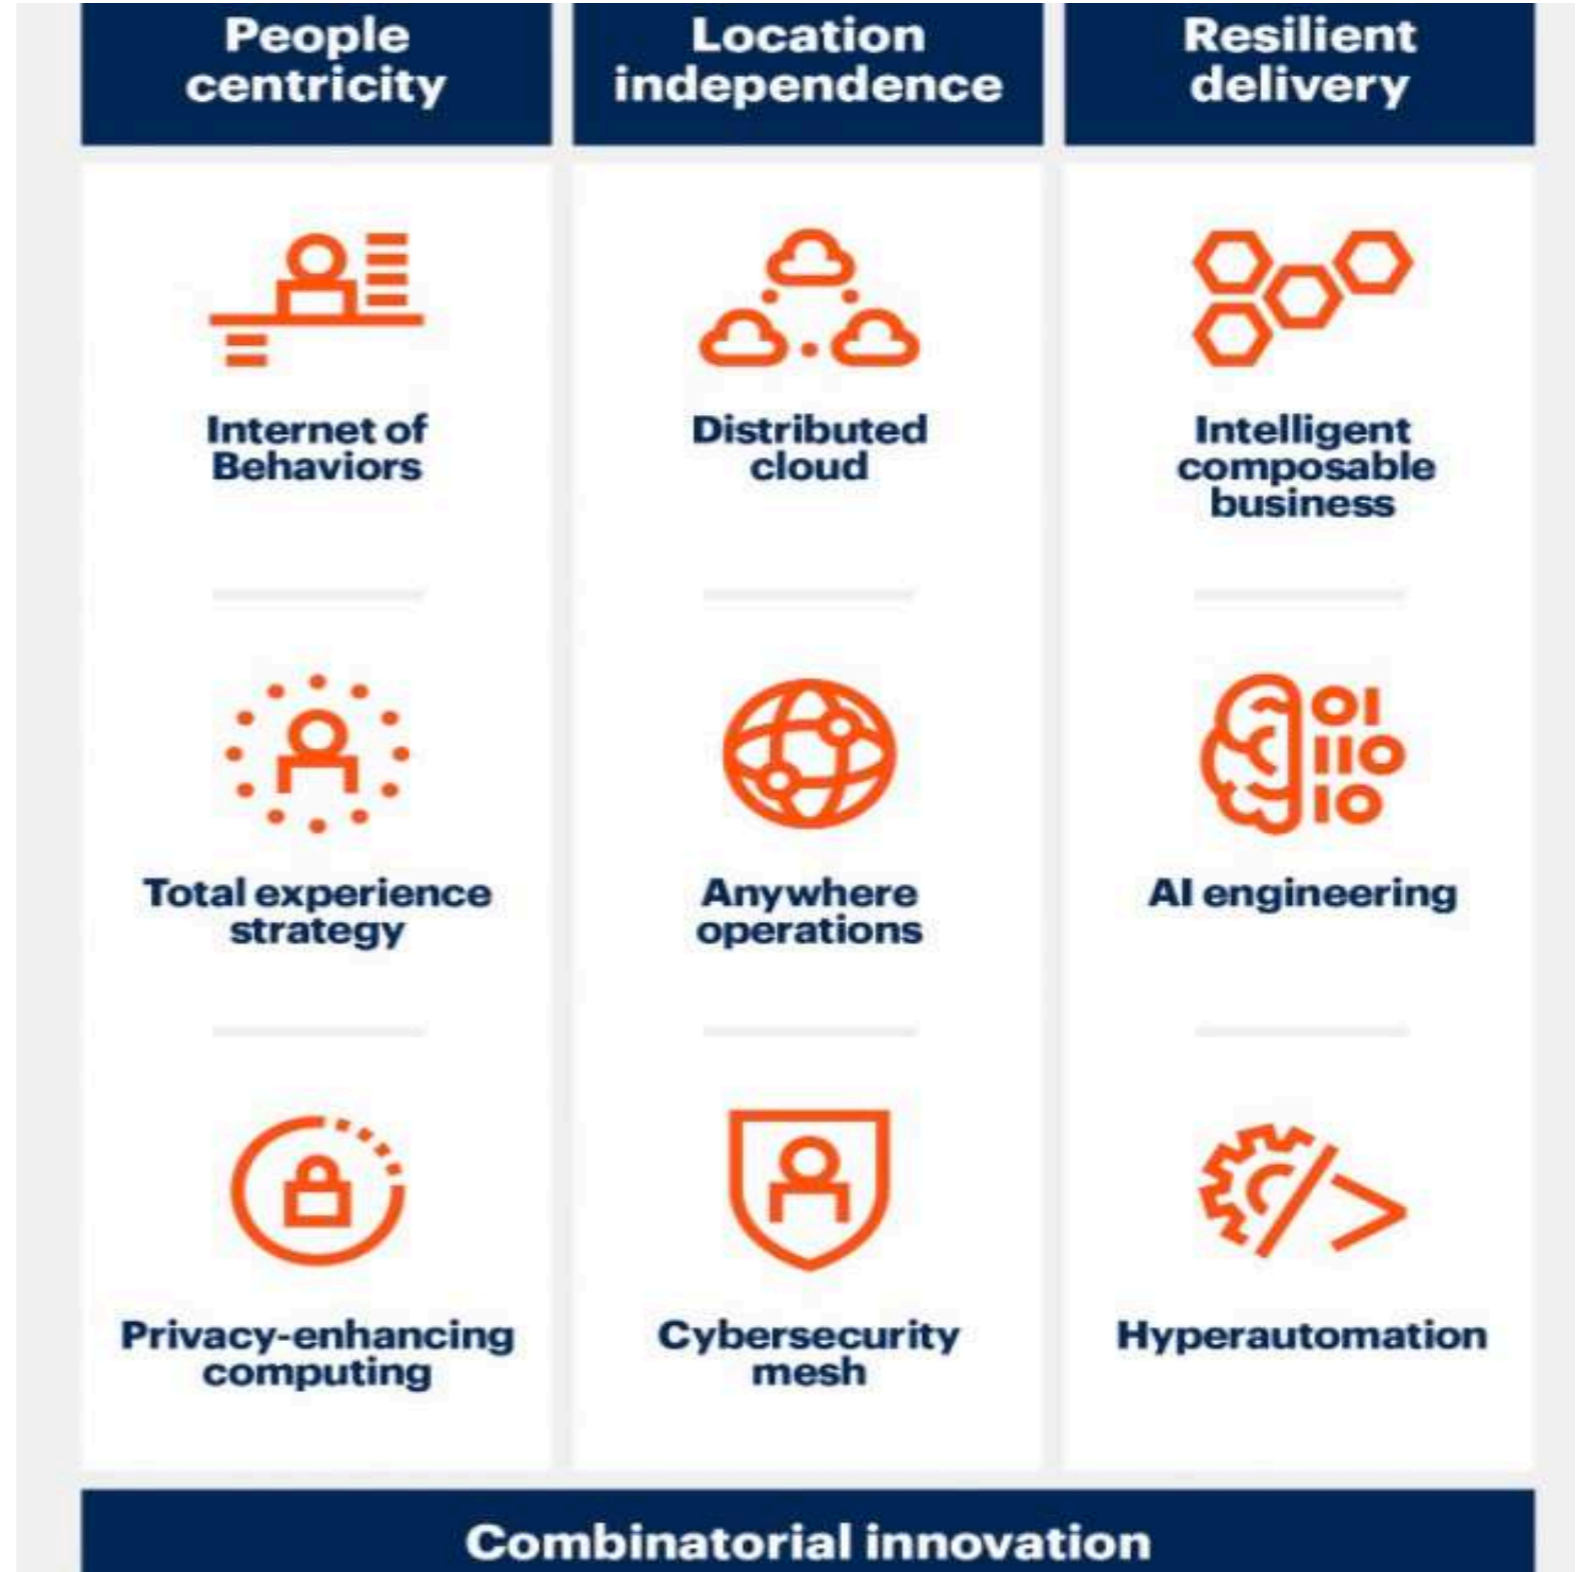 People
centricity
Location
independence
Resilient
delivery
Internet of
Behaviors
Distributed
cloud
Intelligent
composable
business
Total experience
strategy
Anywhere
operations
AI engineering
Privacy-enhancing
computing
Cybersecurity
mesh
Hyperautomation
Combinatorial innovation